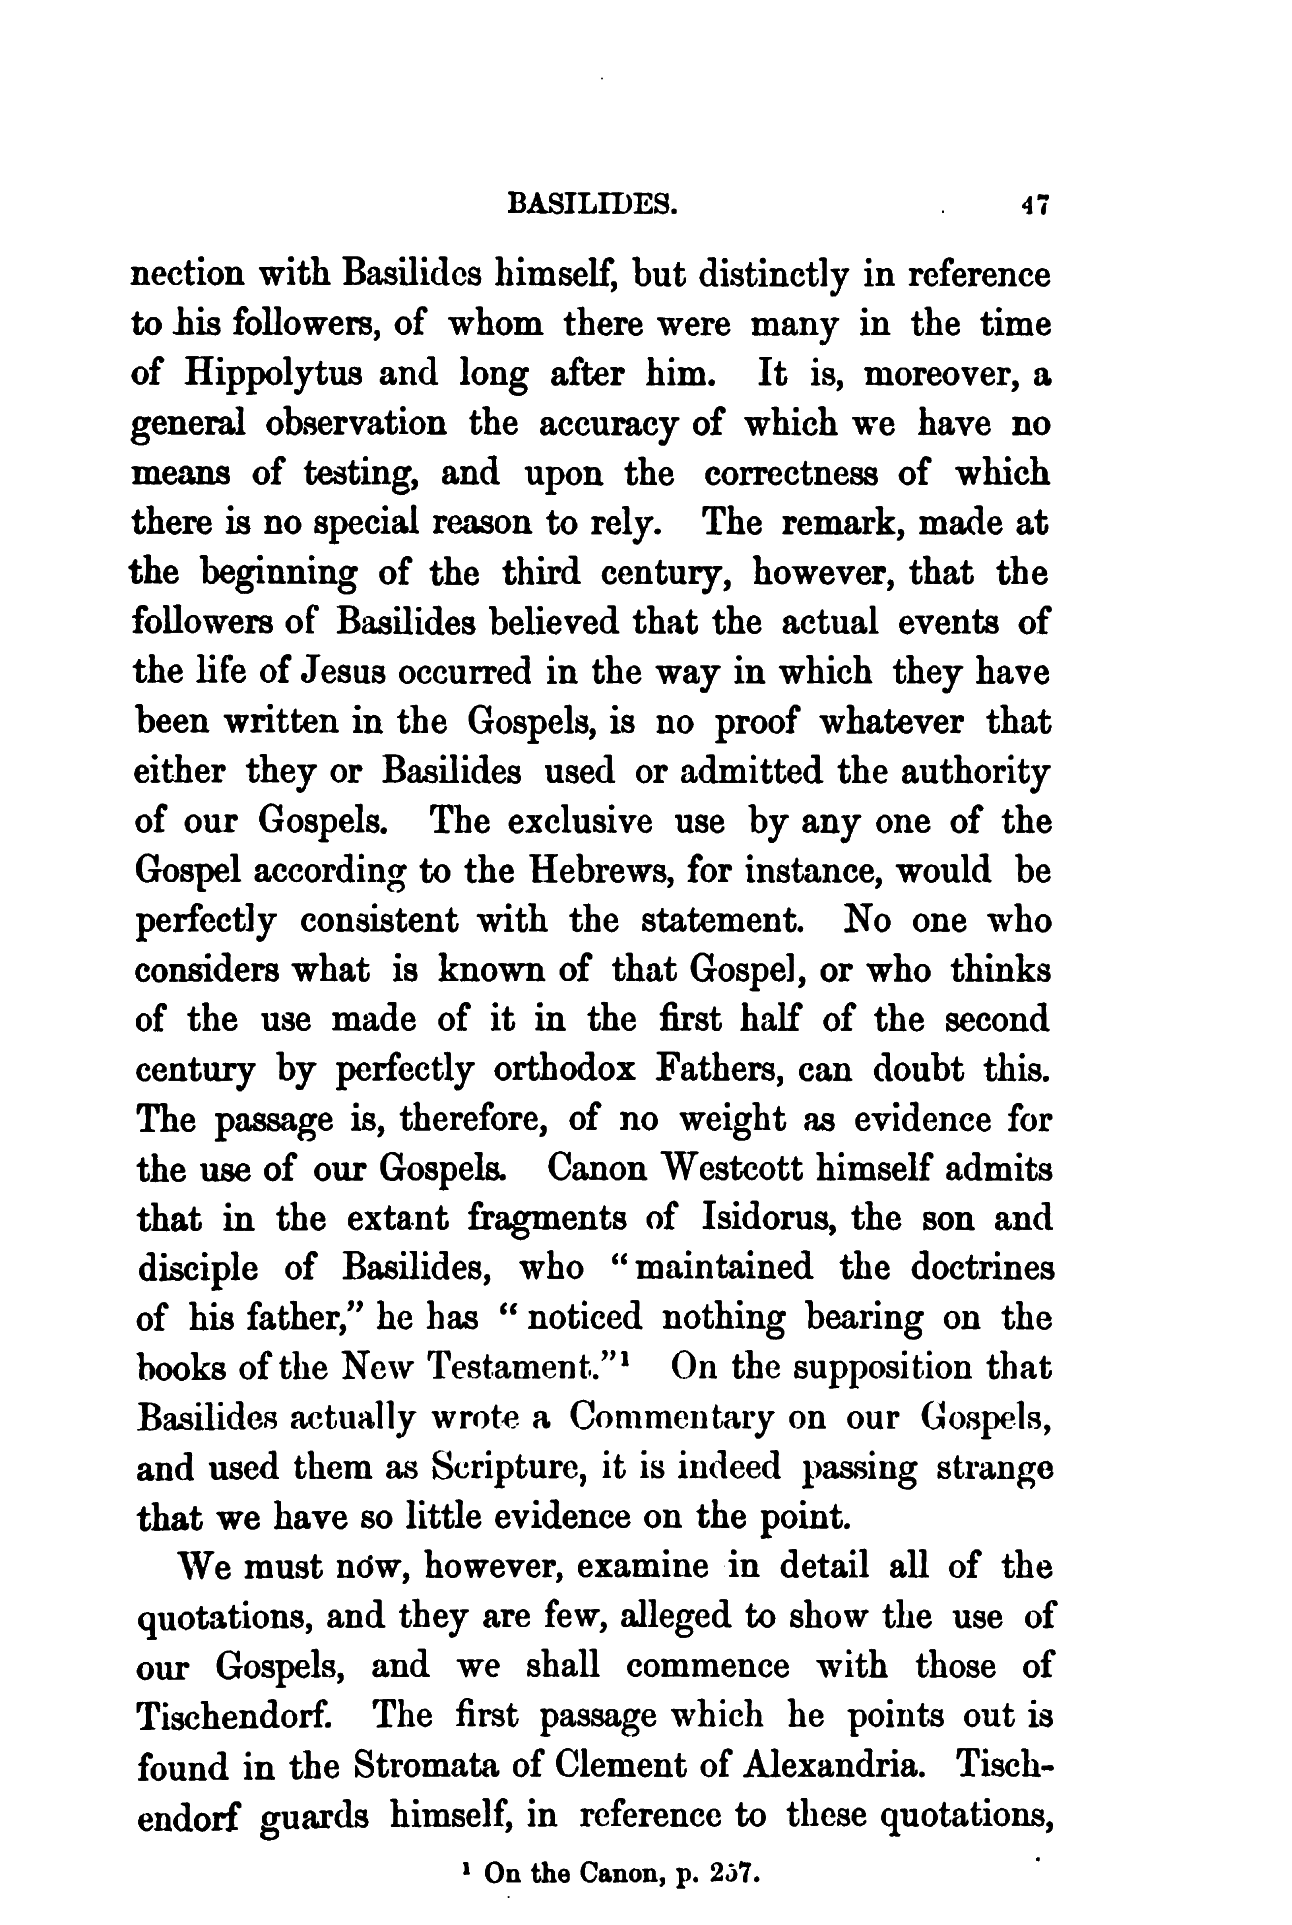 BASILIDES. 47
nection with Basilides himself, but distinctly in reference
to his followers, of whom there were many in the time
of Hippolytus and long after him. It is, moreover, a
general observation the accuracy of which we have no
means of testing, and upon the correctness of which
there is no special reason to rely. The remark, made at
the beginning of the third century, however, that the
followers of Basilides believed that the actual events of
the life of Jesus occurred in the way in which they have
been written in the Gospels, is no proof whatever that
either they or Basilides used or admitted the authority
of our Gospels. The exclusive use by any one of the
Gospel according to the Hebrews, for instance, would be
perfectly consistent with the statement. No one who
considers what is known of that Gospel, or who thinks
of the use made of it in the first half of the second
century by perfectly orthodox Fathers, can doubt this.
The passage is, therefore, of no weight as evidence for
the use of our Gospels. Canon Westcott himself admits
that in the extant fragments of Isidorus, the son and
disciple of Basilides, who “maintained the doctrines
of his father,” he has “noticed nothing bearing on the
books of the New Testament.”¹ On the supposition that
Basilides actually wrote a Commentary on our Gospels,
and used them as Scripture, it is indeed passing strange
that we have so little evidence on the point.
We must now, however, examine in detail all of the
quotations, and they are few, alleged to show the use of
our Gospels, and we shall commence with those of
Tischendorf. The first passage which he points out is
found in the Stromata of Clement of Alexandria. Tisch-
endorf guards himself, in reference to these quotations,
¹ On the Canon, p. 257.